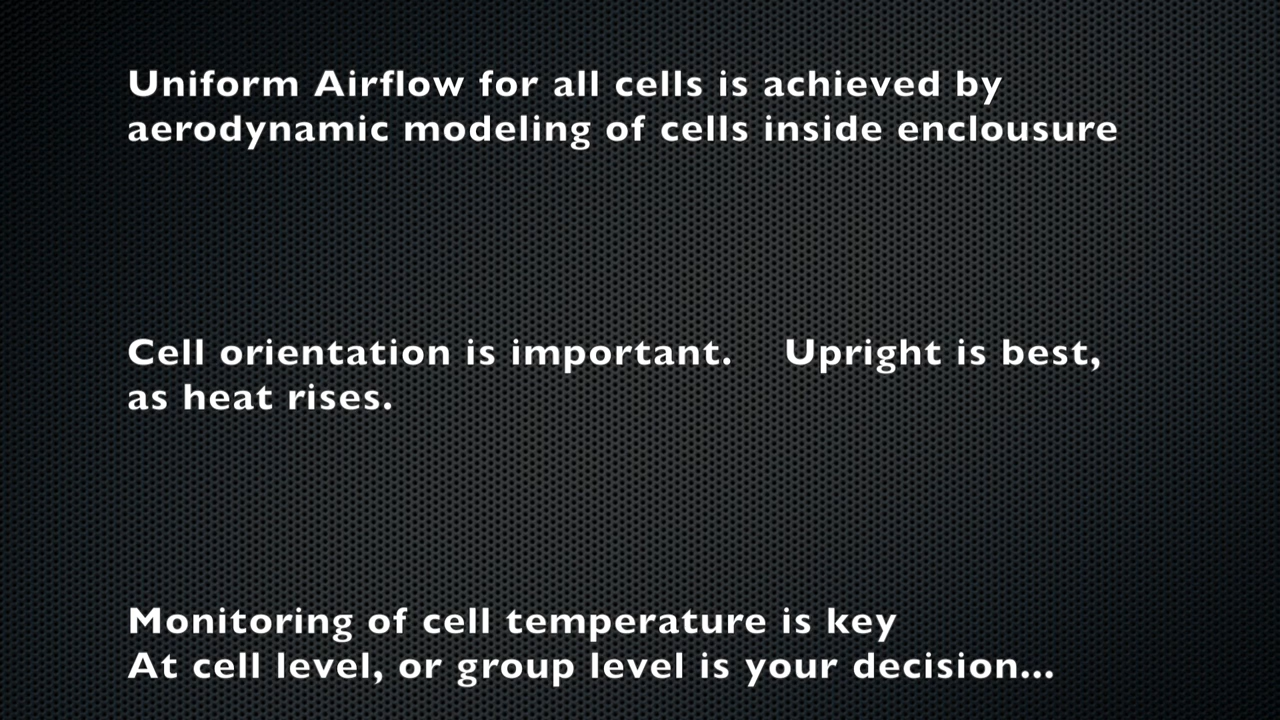 Uniform Airflow for all cells is achieved by
aerodynamic modeling of cells inside enclousure
Cell orientation is important. Upright is best,
as heat rises.
Monitoring of cell temperature is key
At cell level, or group level is your decision...